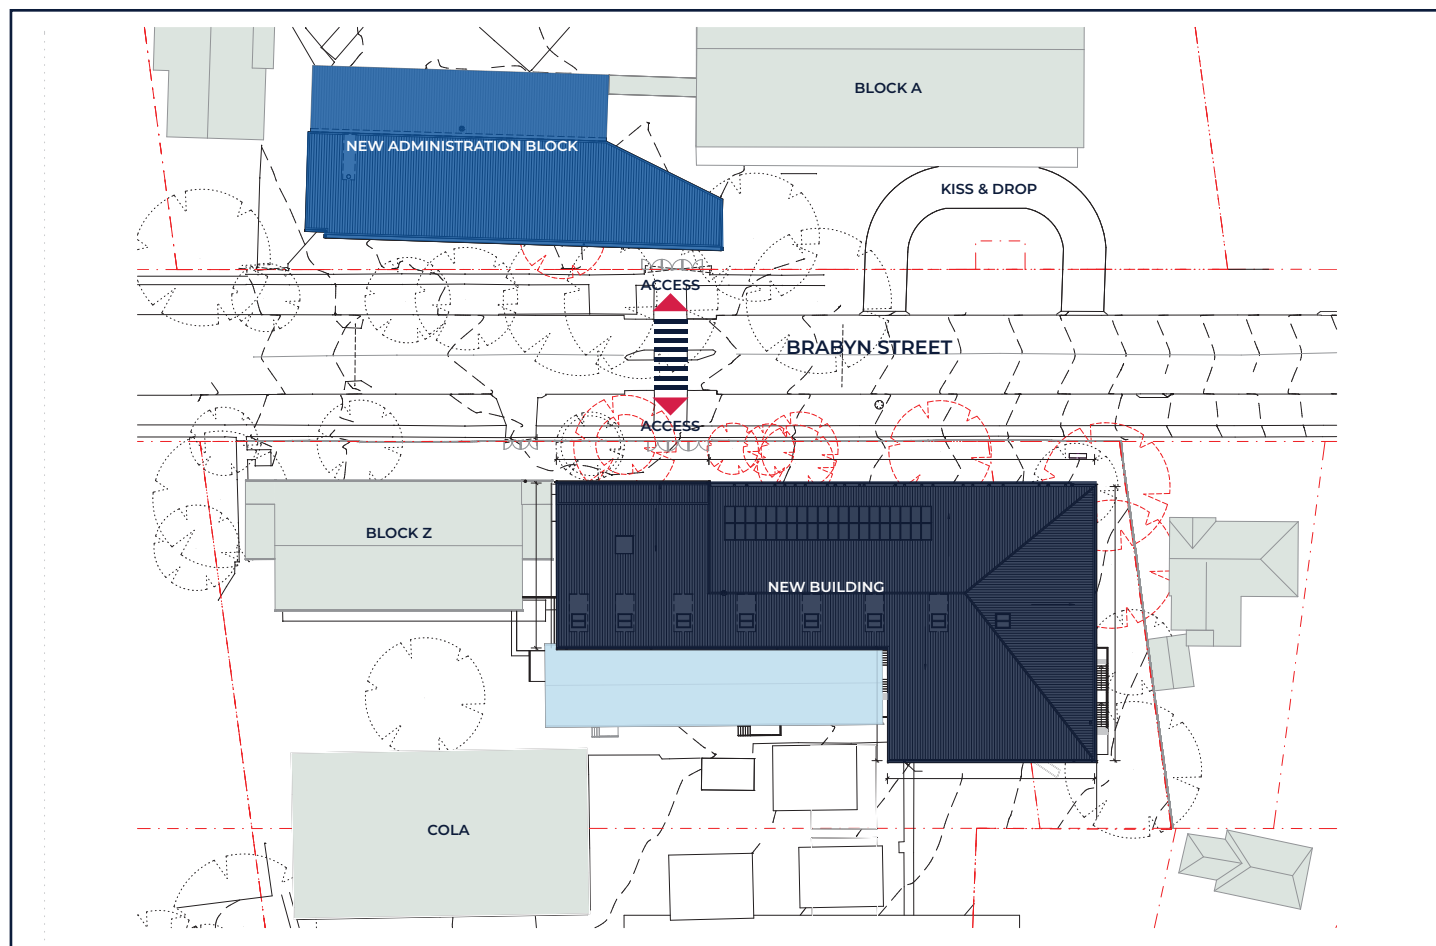 BLOCK A
NEW ADMINISTRATION BLOCK
KISS & DROP
ACCESS
BRABYN STREET
ACCESS
BLOCK Z
NEW BUILDING
COLA